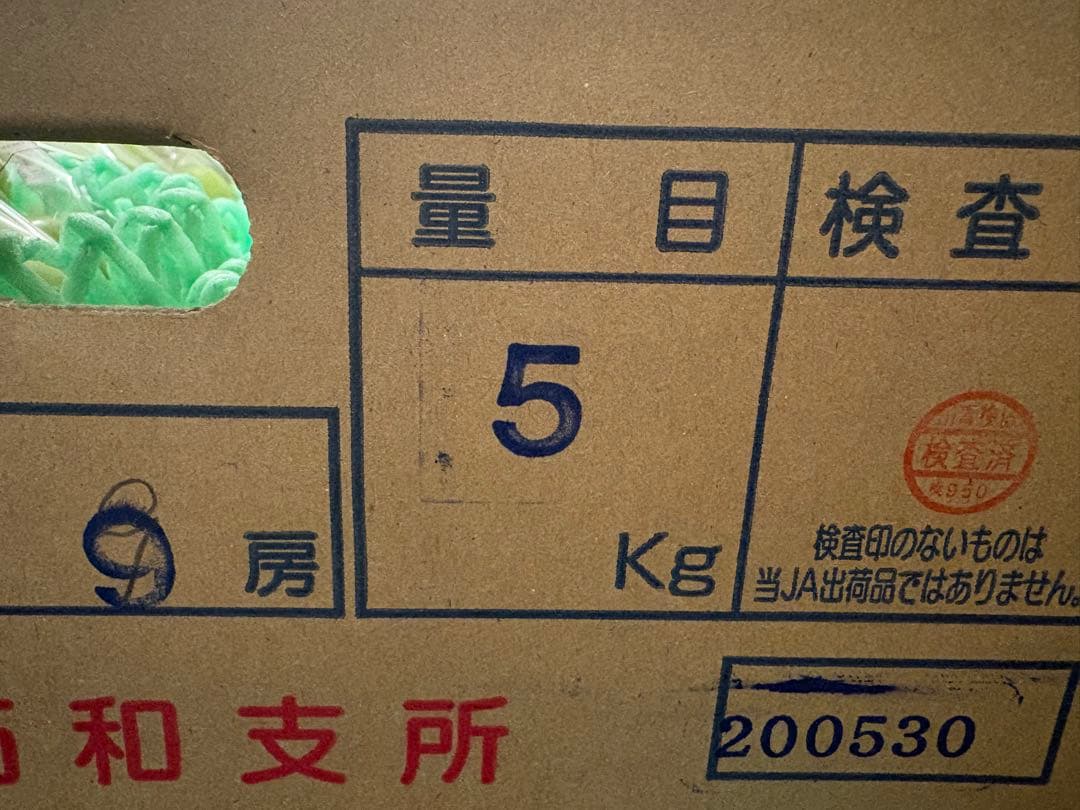 量目
検査
5
Kg
9房
検査済
検査印のないものは
当JA出荷品ではありません。
和支所
200530